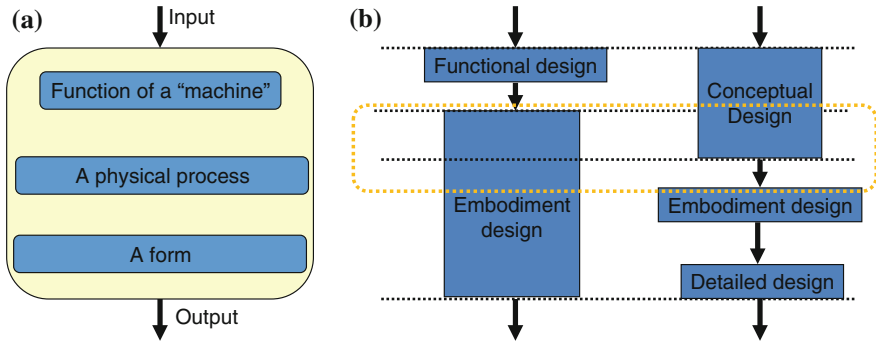 (a)
Input
Function of a “machine”
A physical process
A form
Output
(b)
Functional design
Embodiment
design
Conceptual
Design
Embodiment design
Detailed design